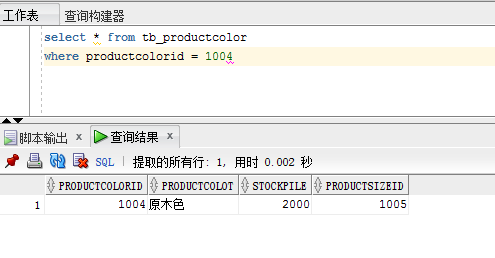 工作表 查询构建器
select * from tb_productcolor
where productcolorid = 1004
脚本输出 × 查询结果 ×
SQL | 提取的所有行: 1, 用时 0.002 秒
PRODUCTCOLORID PRODUCTCOLOT STOCKPILE PRODUCTSIZEID
1 1004 原木色 2000 1005